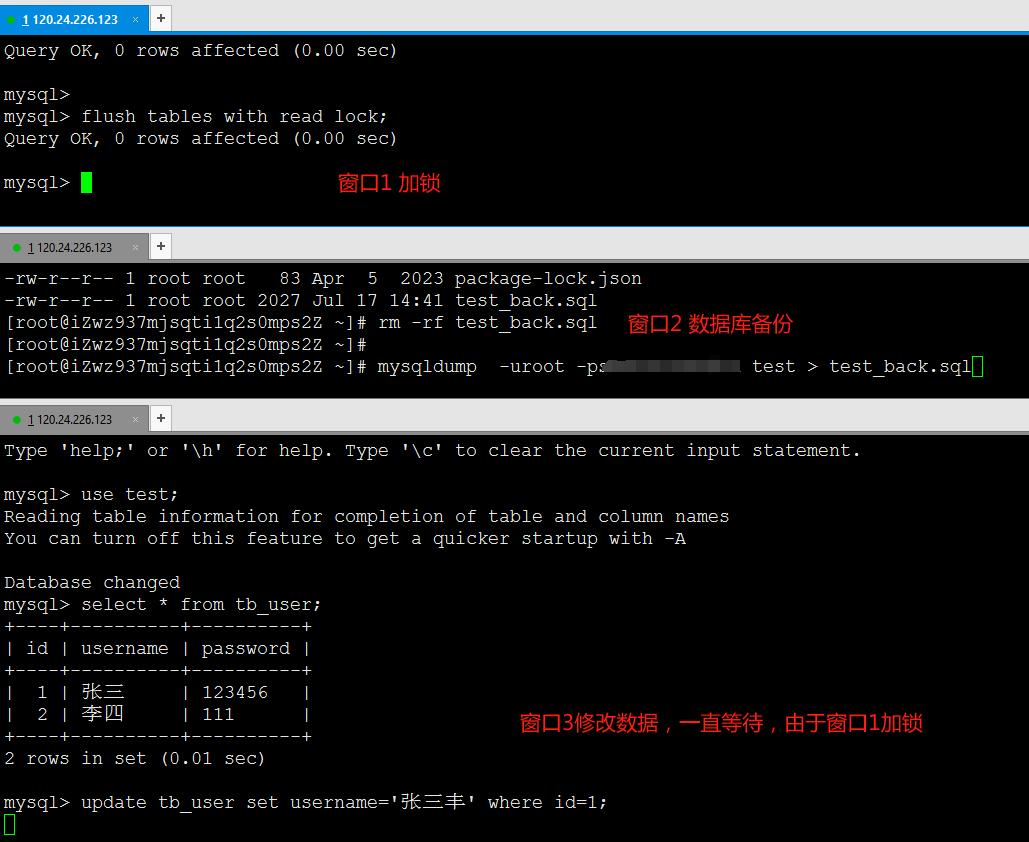 1 120.24.226.123 × +
Query OK, 0 rows affected (0.00 sec)
mysql>
mysql> flush tables with read lock;
Query OK, 0 rows affected (0.00 sec)
mysql>
窗口1 加锁
1 120.24.226.123 × +
-rw-r--r-- 1 root root   83 Apr  5  2023 package-lock.json
-rw-r--r-- 1 root root 2027 Jul 17 14:41 test_back.sql
[root@iZwz937mjsqti1q2s0mps2Z ~]# rm -rf test_back.sql
窗口2 数据库备份
[root@iZwz937mjsqti1q2s0mps2Z ~]#
[root@iZwz937mjsqti1q2s0mps2Z ~]# mysqldump  -uroot -ps test > test_back.sql
1 120.24.226.123 × +
Type 'help;' or '\h' for help. Type '\c' to clear the current input statement.
mysql> use test;
Reading table information for completion of table and column names
You can turn off this feature to get a quicker startup with -A
Database changed
mysql> select * from tb_user;
+----+----------+----------+
| id | username | password |
+----+----------+----------+
|  1 | 张三     | 123456   |
|  2 | 李四     | 111      |
+----+----------+----------+
窗口3修改数据，一直等待，由于窗口1加锁
2 rows in set (0.01 sec)
mysql> update tb_user set username='张三丰' where id=1;